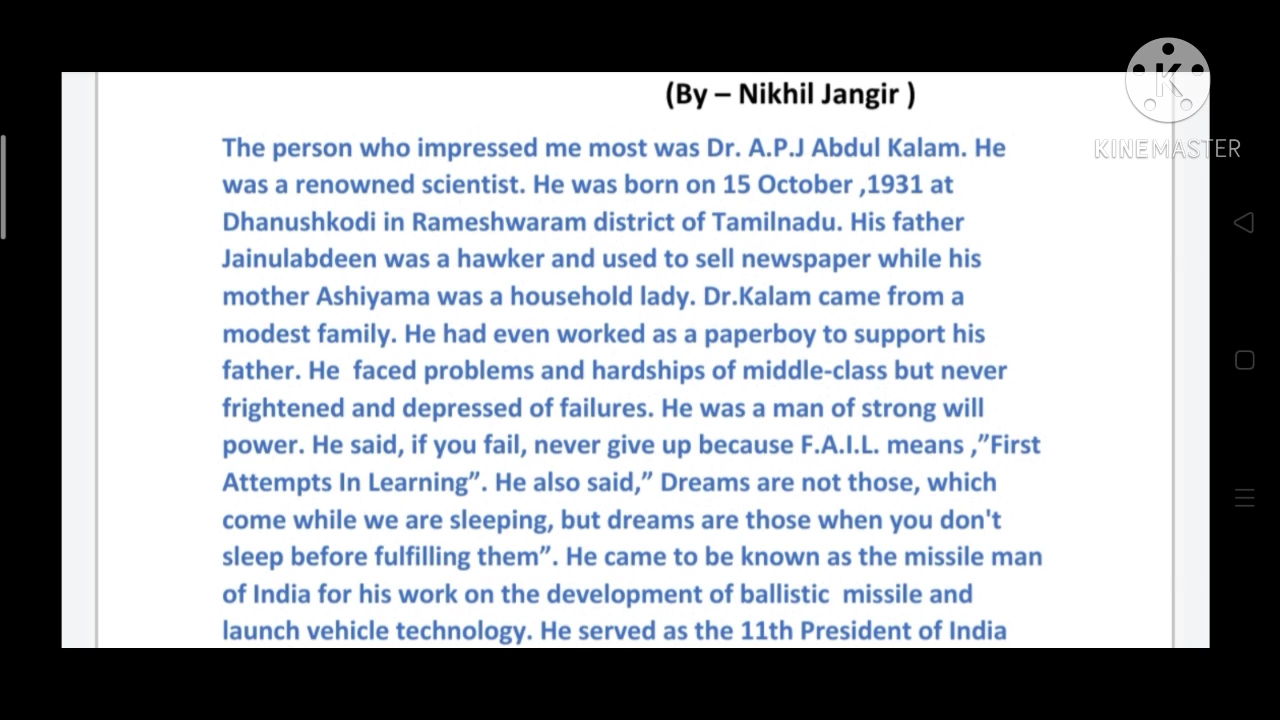 (By – Nikhil Jangir )
KINEMASTER
The person who impressed me most was Dr. A.P.J Abdul Kalam. He
was a renowned scientist. He was born on 15 October ,1931 at
Dhanushkodi in Rameshwaram district of Tamilnadu. His father
Jainulabdeen was a hawker and used to sell newspaper while his
mother Ashiyama was a household lady. Dr.Kalam came from a
modest family. He had even worked as a paperboy to support his
father. He  faced problems and hardships of middle-class but never
frightened and depressed of failures. He was a man of strong will
power. He said, if you fail, never give up because F.A.I.L. means ,”First
Attempts In Learning”. He also said,” Dreams are not those, which
come while we are sleeping, but dreams are those when you don't
sleep before fulfilling them”. He came to be known as the missile man
of India for his work on the development of ballistic  missile and
launch vehicle technology. He served as the 11th President of India